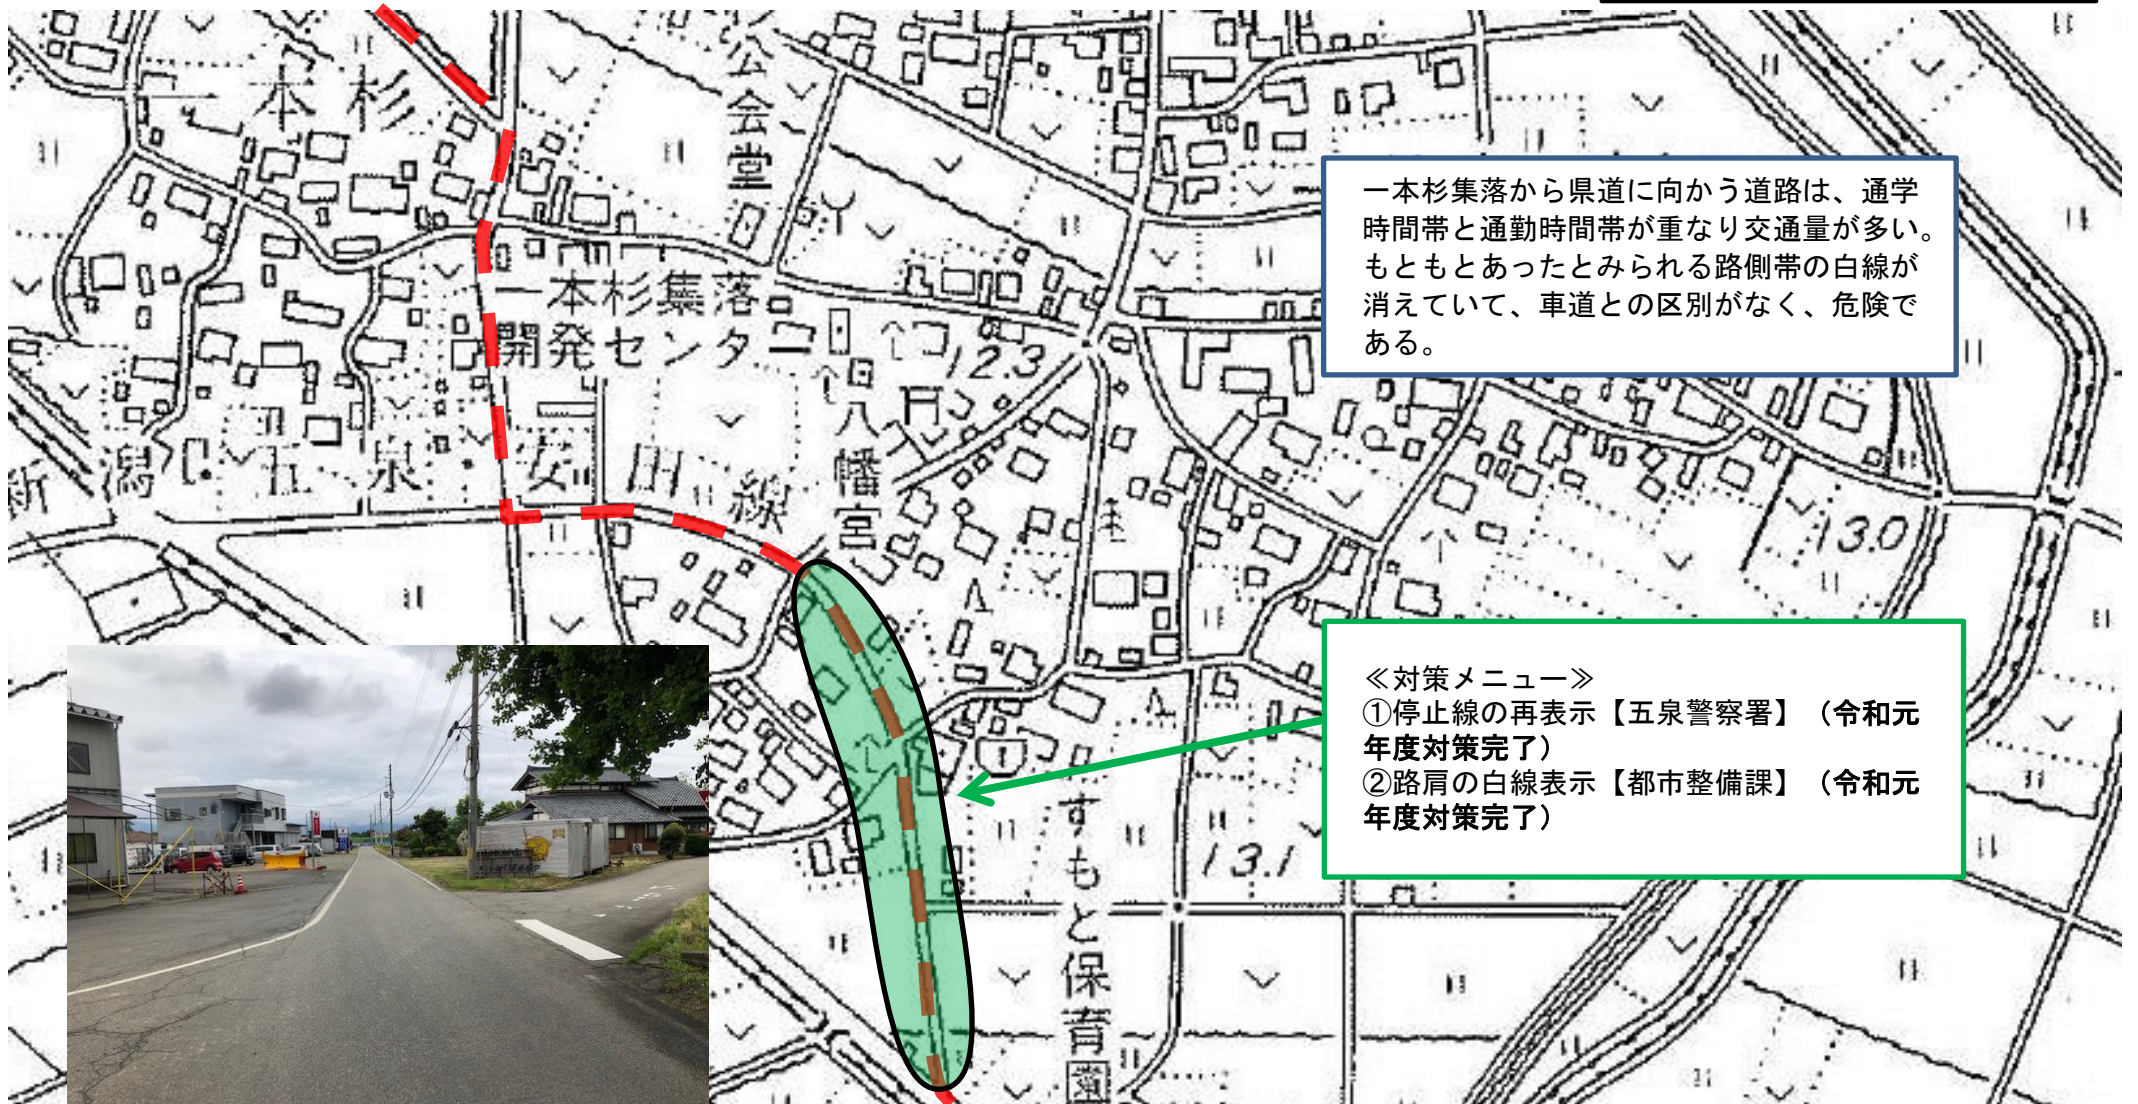 一本杉
公会堂
一本杉集落から県道に向かう道路は、通学
時間帯と通勤時間帯が重なり交通量が多い。
もともとあったとみられる路側帯の白線が
消えていて、車道との区別がなく、危険で
ある。
一本杉集落
開発センター
12.3
八幡宮
新潟五泉安田線
13.0
≪対策メニュー≫
①停止線の再表示【五泉警察署】（令和元
年度対策完了）
②路肩の白線表示【都市整備課】（令和元
年度対策完了）
13.1
すもと保育園